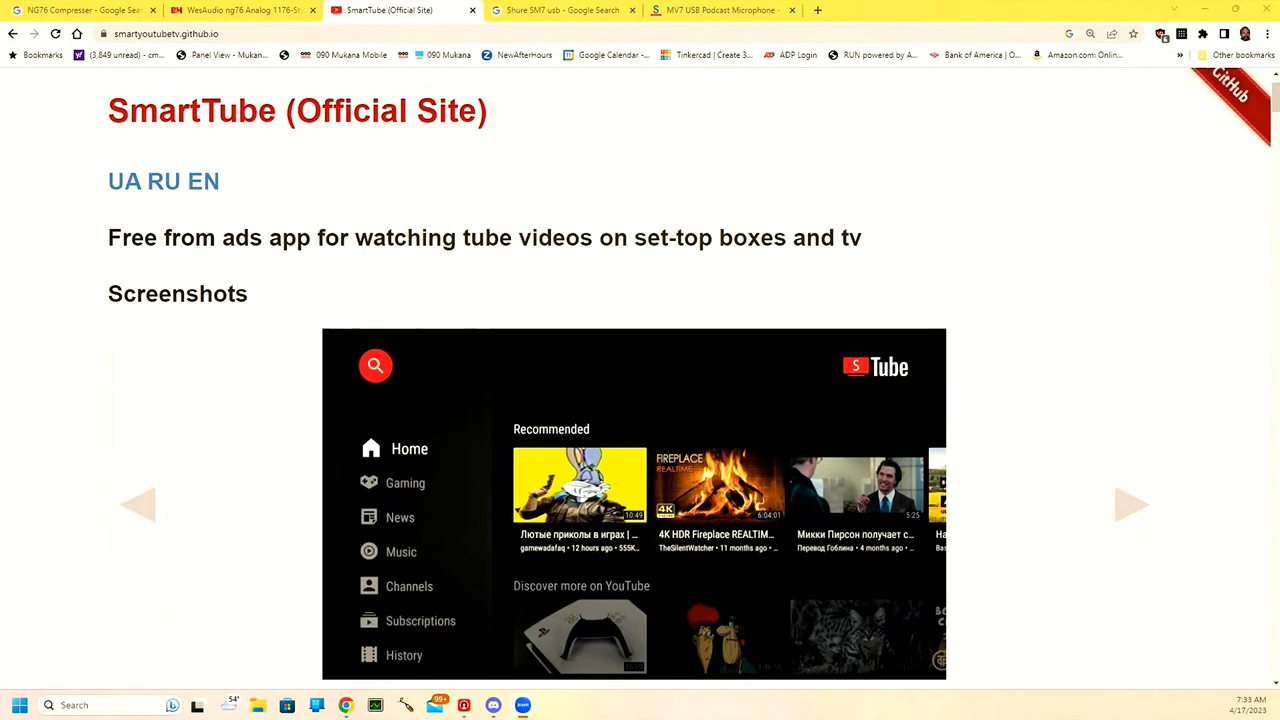 NG76 Compressor - Google Sear
WesAudio ng76 Analog 1176-St
SmartTube (Official Site)
Shure SM7 usb - Google Search
MV7 USB Podcast Microphone -
smartyoutubetv.github.io
Bookmarks
(3,849 unread) - cm...
Panel View - Mukan...
090 Mukana Mobile
090 Mukana
NewAfterHours
Google Calendar -...
Tinkercad | Create 3...
ADP Login
RUN powered by A...
Bank of America | O...
Amazon.com: Onlin...
»
Other bookmarks
GitHub
SmartTube (Official Site)
UA RU EN
Free from ads app for watching tube videos on set-top boxes and tv
Screenshots
S Tube
Recommended
Home
Gaming
News
Music
Channels
Subscriptions
History
10:49
FIREPLACE
REALTIME
4K
6:04:01
5:25
Лютые приколы в играх | ...
4K HDR Fireplace REALTIM...
Микки Пирсон получает с...
gamewadafaq • 12 hours ago • 555K...
TheSilentWatcher • 11 months ago • ...
Перевод Гоблина • 4 months ago • ...
Discover more on YouTube
Search
54°
99+
zoom
7:33 AM
4/17/2023